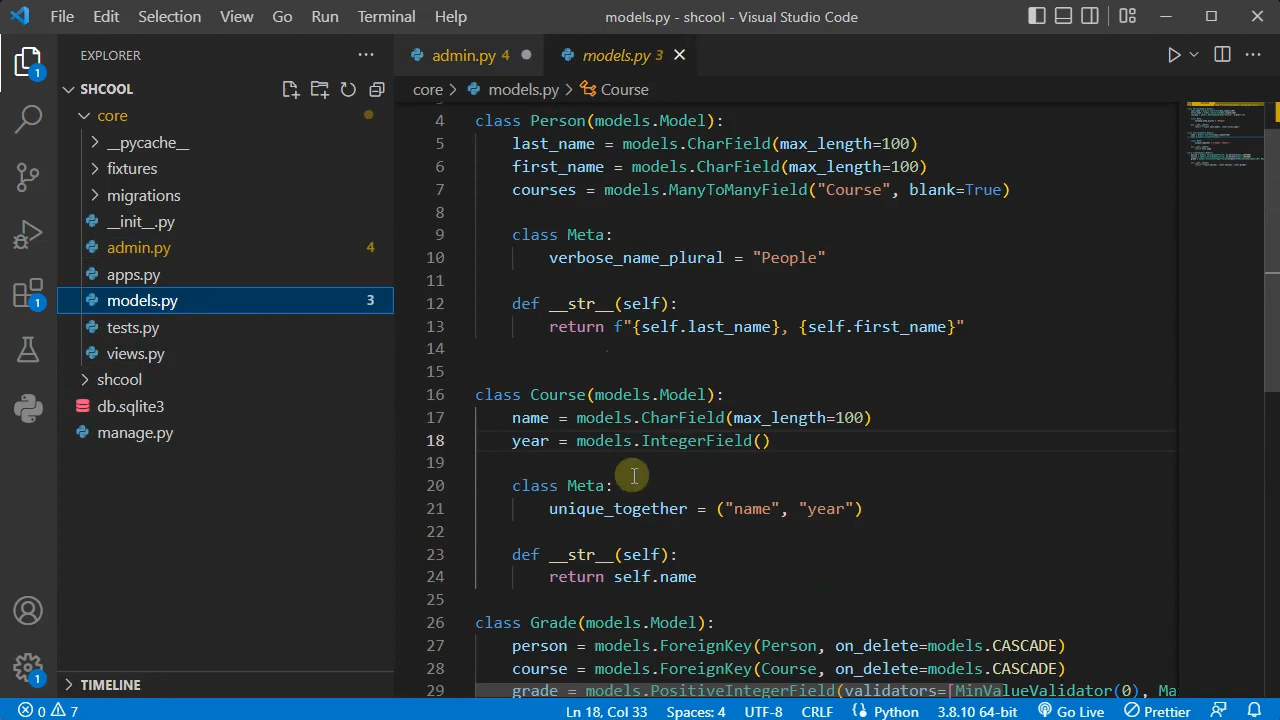 File Edit Selection View Go Run Terminal Help models.py - shcool - Visual Studio Code
EXPLORER
SHCOOL
core
__pycache__
fixtures
migrations
__init__.py
admin.py 4
apps.py
models.py 3
tests.py
views.py
shcool
db.sqlite3
manage.py
TIMELINE
1
1
1
admin.py 4 models.py 3
core > models.py > Course
4 class Person(models.Model):
5 last_name = models.CharField(max_length=100)
6 first_name = models.CharField(max_length=100)
7 courses = models.ManyToManyField("Course", blank=True)
8
9 class Meta:
10 verbose_name_plural = "People"
11
12 def __str__(self):
13 return f"{self.last_name}, {self.first_name}"
14
15
16 class Course(models.Model):
17 name = models.CharField(max_length=100)
18 year = models.IntegerField()
19
20 class Meta:
21 unique_together = ("name", "year")
22
23 def __str__(self):
24 return self.name
25
26 class Grade(models.Model):
27 person = models.ForeignKey(Person, on_delete=models.CASCADE)
28 course = models.ForeignKey(Course, on_delete=models.CASCADE)
29 grade = models.PositiveIntegerField(validators=[MinValueValidator(0), Ma
0 7 Ln 18, Col 33 Spaces: 4 UTF-8 CRLF Python 3.8.10 64-bit Go Live Prettier